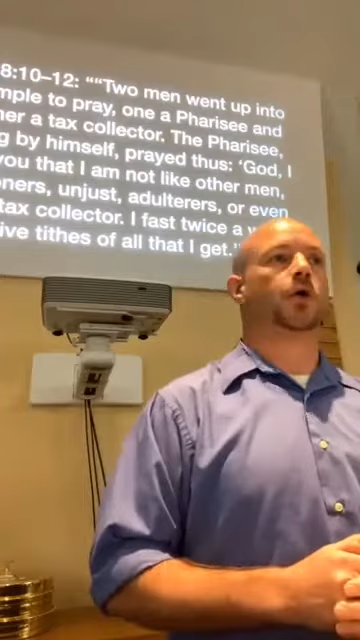 8:10–12: ““Two men went up into
mple to pray, one a Pharisee and
her a tax collector. The Pharisee,
g by himself, prayed thus: ‘God, I
you that I am not like other men,
oners, unjust, adulterers, or even
tax collector. I fast twice a w
ive tithes of all that I get.’